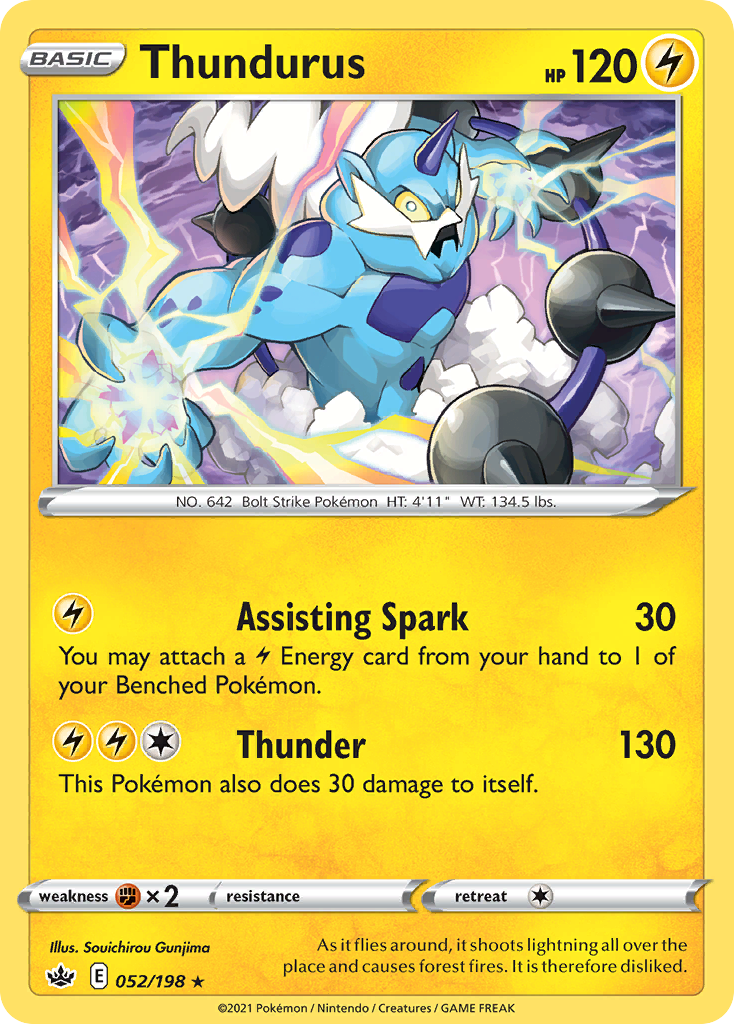 BASIC Thundurus HP 120
NO. 642 Bolt Strike Pokémon HT: 4'11" WT: 134.5 lbs.
Assisting Spark 30
You may attach a Energy card from your hand to 1 of
your Benched Pokémon.
Thunder 130
This Pokémon also does 30 damage to itself.
weakness ×2 resistance retreat
Illus. Souichirou Gunjima
As it flies around, it shoots lightning all over the
place and causes forest fires. It is therefore disliked.
E 052/198 ★
©2021 Pokémon / Nintendo / Creatures / GAME FREAK